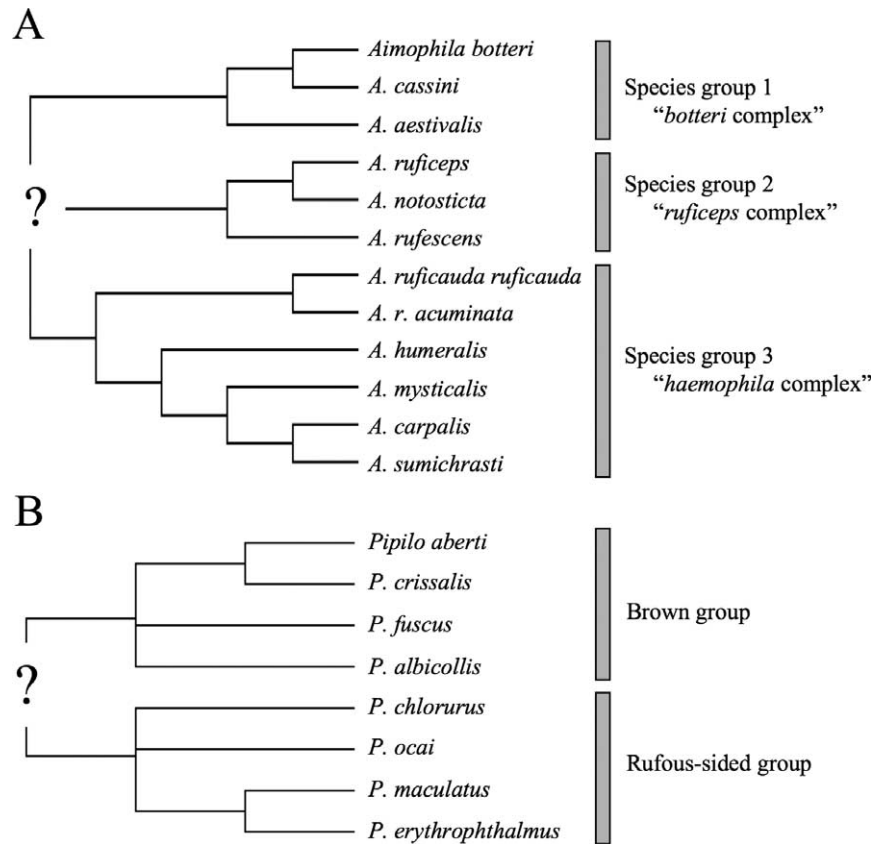 A
Aimophila botteri
A. cassini
A. aestivalis
Species group 1
"botteri complex"
A. ruficeps
A. notosticta
A. rufescens
Species group 2
"ruficeps complex"
?
A. ruficauda ruficauda
A. r. acuminata
A. humeralis
A. mysticalis
A. carpalis
A. sumichrasti
Species group 3
"haemophila complex"
B
Pipilo aberti
P. crissalis
P. fuscus
P. albicollis
Brown group
?
P. chlorurus
P. ocai
P. maculatus
P. erythrophthalmus
Rufous-sided group